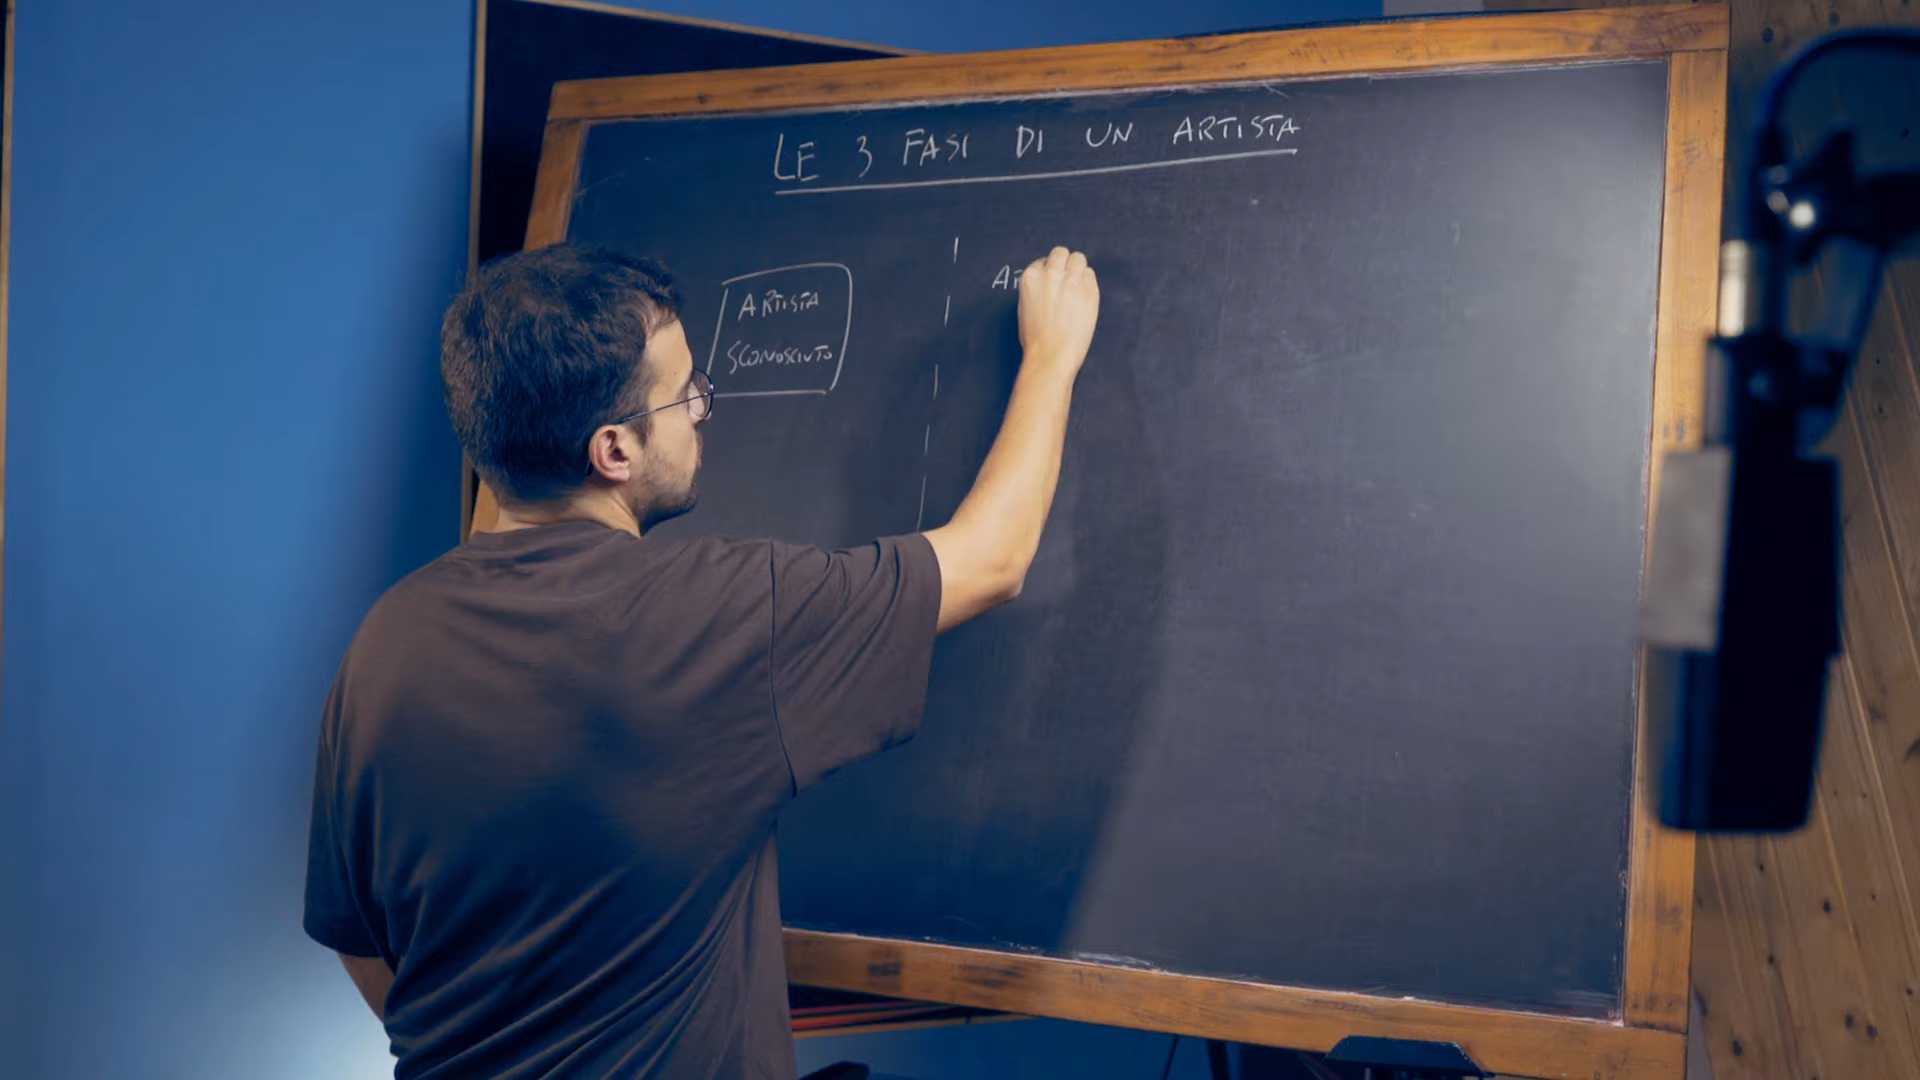 LE 3 FASI DI UN ARTISTA
ARTISTA
SCONOSCIUTO